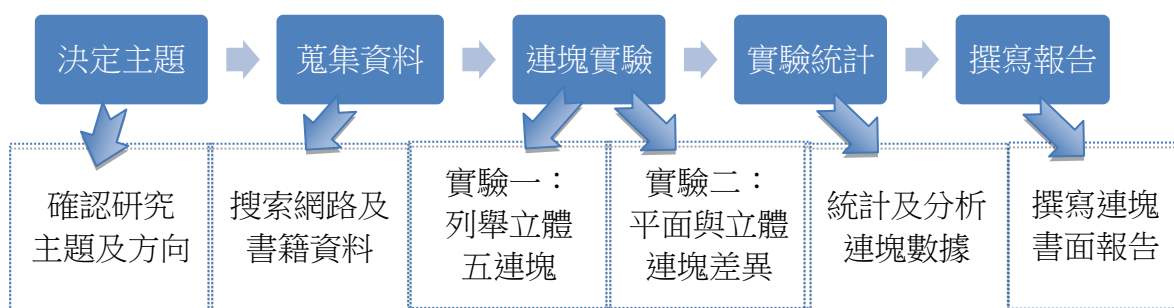 決定主題
蒐集資料
連塊實驗
實驗統計
撰寫報告
確認研究
主題及方向
搜索網路及
書籍資料
實驗一：
列舉立體
五連塊
實驗二：
平面與立體
連塊差異
統計及分析
連塊數據
撰寫連塊
書面報告